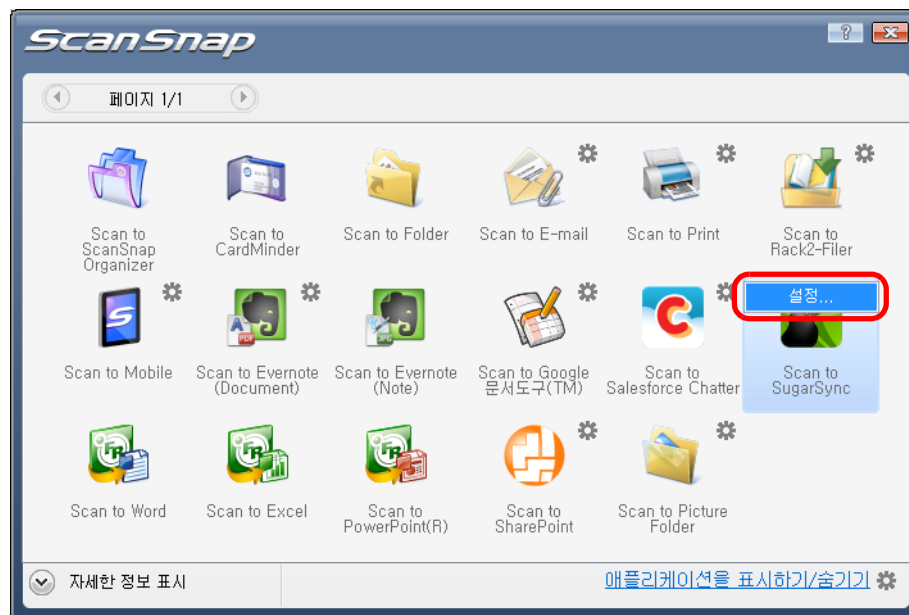 ScanSnap
페이지 1/1
Scan to
ScanSnap
Organizer
Scan to
CardMinder
Scan to Folder
Scan to E-mail
Scan to Print
Scan to
Rack2-Filer
설정...
Scan to Mobile
Scan to Evernote
(Document)
Scan to Evernote
(Note)
Scan to Google
문서도구(TM)
Scan to
Salesforce Chatter
Scan to
SugarSync
Scan to Word
Scan to Excel
Scan to
PowerPoint(R)
Scan to
SharePoint
Scan to Picture
Folder
자세한 정보 표시
애플리케이션을 표시하기/숨기기